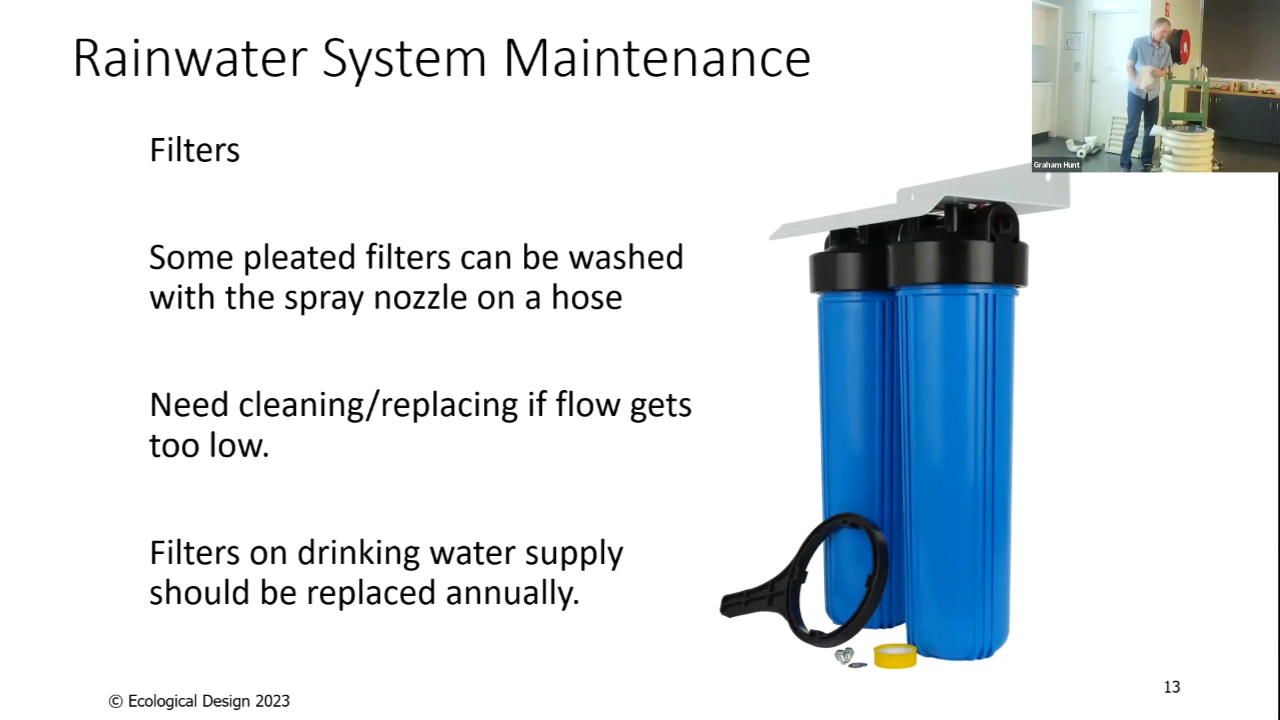 Rainwater System Maintenance
Graham Hunt
Filters
Some pleated filters can be washed
with the spray nozzle on a hose
Need cleaning/replacing if flow gets
too low.
Filters on drinking water supply
should be replaced annually.
© Ecological Design 2023
13